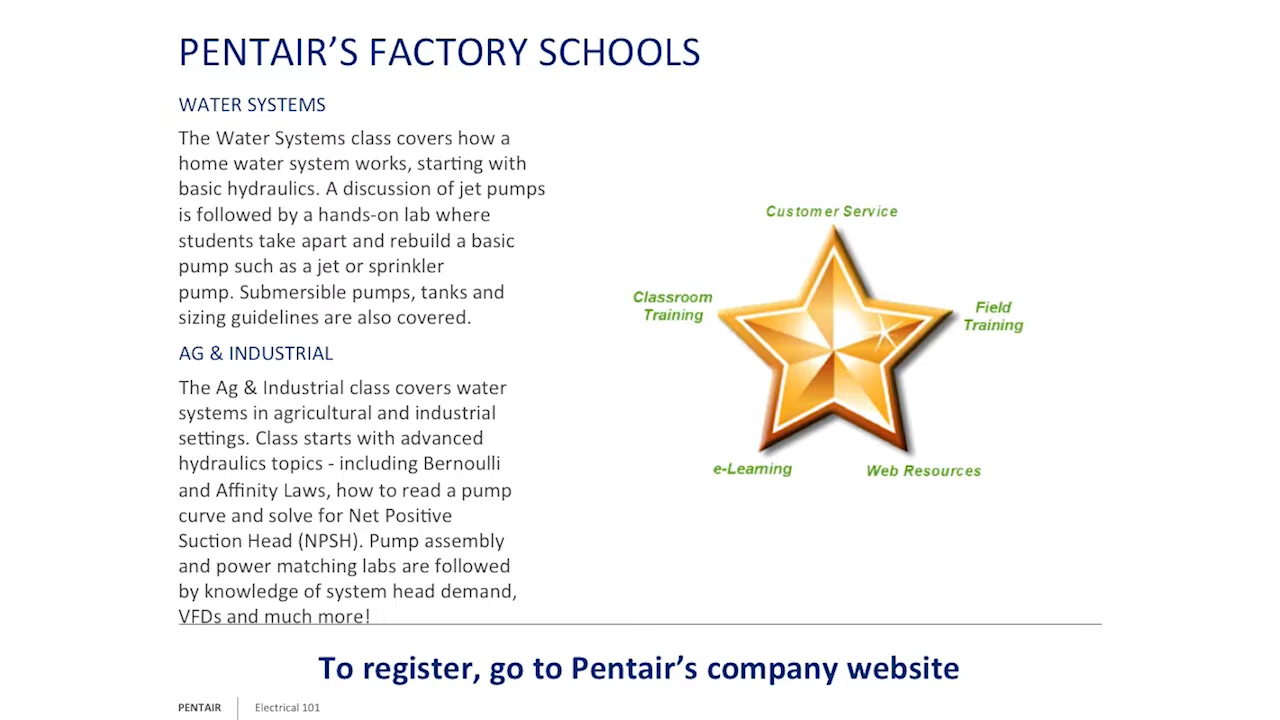 PENTAIR’S FACTORY SCHOOLS
WATER SYSTEMS
The Water Systems class covers how a
home water system works, starting with
basic hydraulics. A discussion of jet pumps
is followed by a hands-on lab where
students take apart and rebuild a basic
pump such as a jet or sprinkler
pump. Submersible pumps, tanks and
sizing guidelines are also covered.
AG & INDUSTRIAL
The Ag & Industrial class covers water
systems in agricultural and industrial
settings. Class starts with advanced
hydraulics topics - including Bernoulli
and Affinity Laws, how to read a pump
curve and solve for Net Positive
Suction Head (NPSH). Pump assembly
and power matching labs are followed
by knowledge of system head demand,
VFDs and much more!
Customer Service
Classroom
Training
Field
Training
e-Learning
Web Resources
To register, go to Pentair’s company website
PENTAIR
Electrical 101